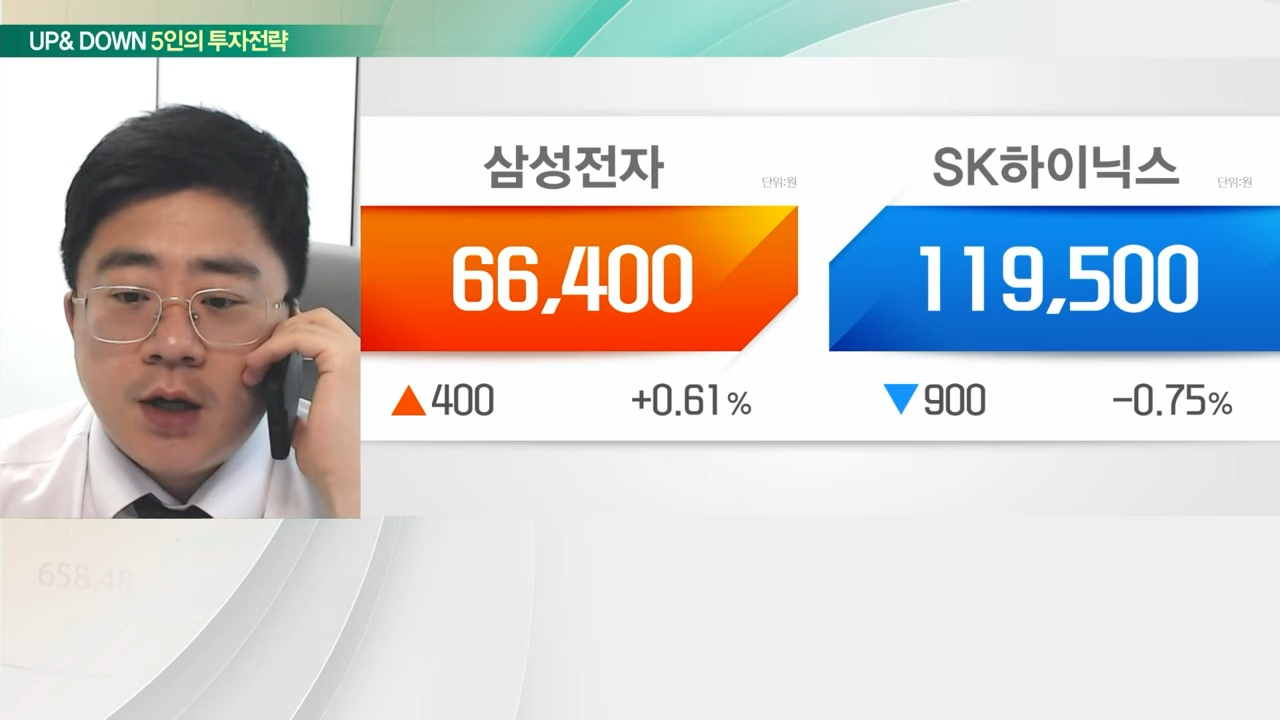 UP& DOWN 5인의 투자전략
삼성전자
단위:원
66,400
▲400 +0.61%
SK하이닉스
단위:원
119,500
▼900 -0.75%
658.48